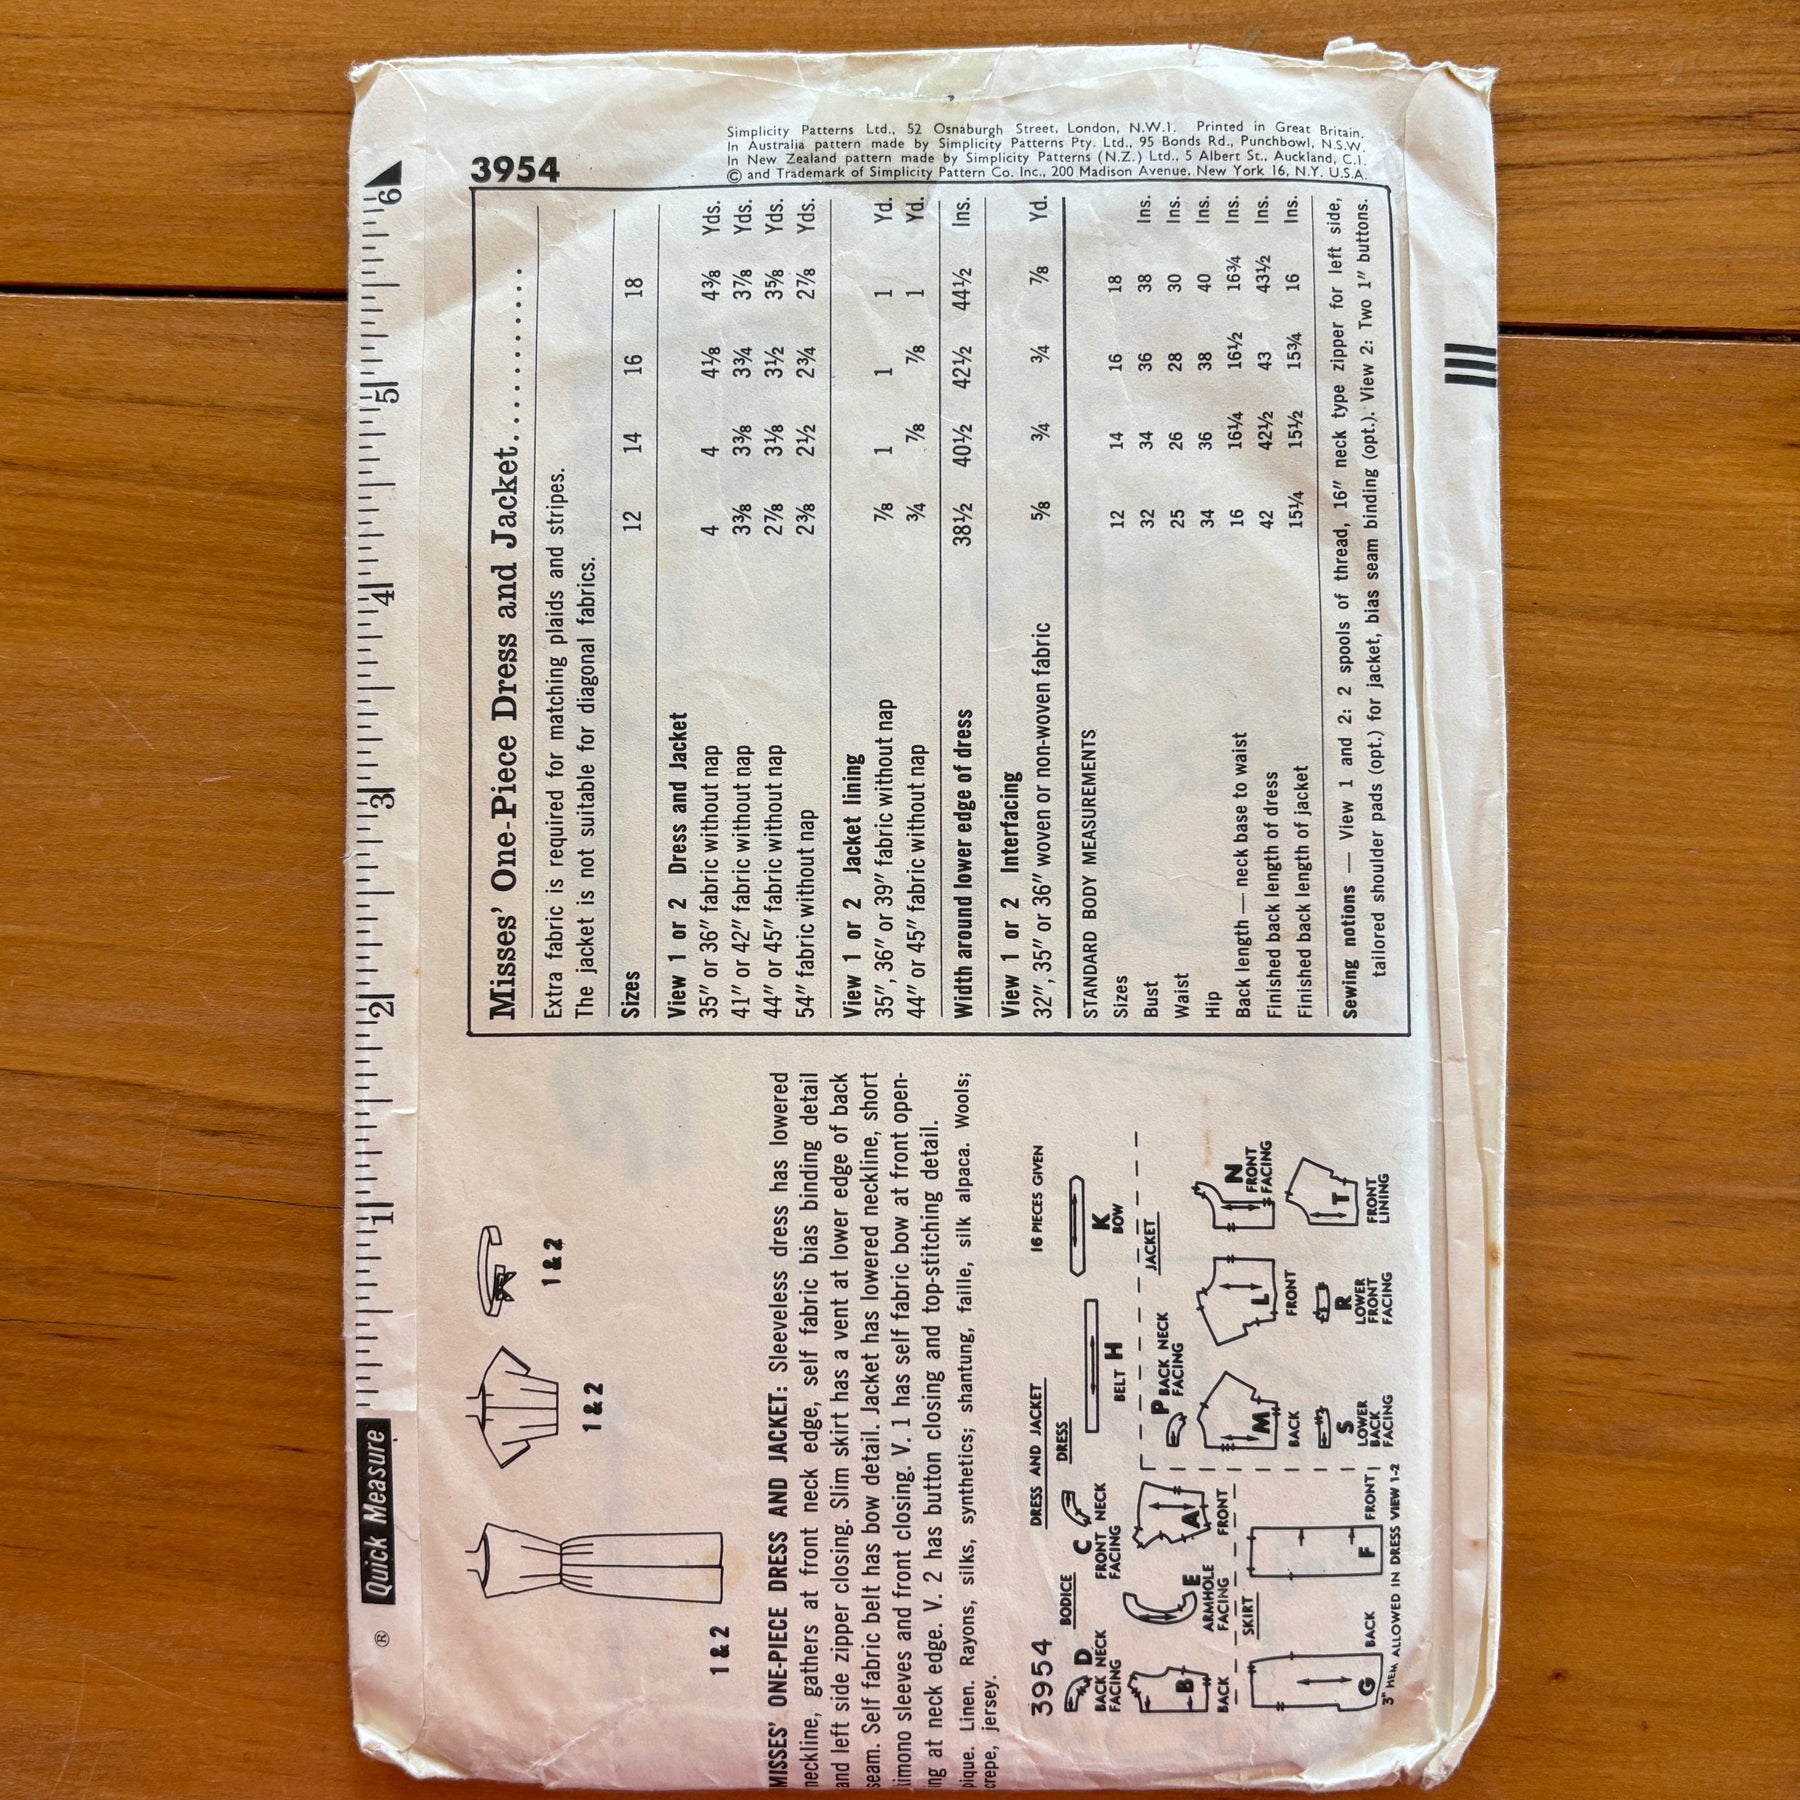 3954
Simplicity Patterns Ltd., 52 Osnaburgh Street, London, N.W.1. Printed in Great Britain.
In Australia pattern made by Simplicity Patterns Pty. Ltd., 95 Bonds Rd., Punchbowl, N.S.W.
In New Zealand pattern made by Simplicity Patterns (N.Z.) Ltd., 5 Albert St., Auckland, C.1.
© and Trademark of Simplicity Pattern Co. Inc., 200 Madison Avenue, New York 16, N.Y. U.S.A.
® Quick Measure 1 2 3 4 5 6
1 & 2
1 & 2
1 & 2
MISSES' ONE-PIECE DRESS AND JACKET: Sleeveless dress has lowered
neckline, gathers at front neck edge, self fabric bias binding detail
and left side zipper closing. Slim skirt has a vent at lower edge of back
seam. Self fabric belt has bow detail. Jacket has lowered neckline, short
kimono sleeves and front closing. V. 1 has self fabric bow at front open-
ing at neck edge. V. 2 has button closing and top-stitching detail.
pique. Linen. Rayons, silks, synthetics; shantung, faille, silk alpaca. Wools;
crepe, jersey.
3954 DRESS AND JACKET 16 PIECES GIVEN
BODICE DRESS
D BACK NECK FACING
C FRONT NECK FACING
BELT H
K BOW
B BACK
E ARMHOLE FACING
A FRONT
P BACK NECK FACING
JACKET
M BACK
L FRONT
N FRONT FACING
SKIRT
G BACK
F FRONT
S LOWER BACK FACING
R LOWER FRONT FACING
T FRONT LINING
3" HEM ALLOWED IN DRESS VIEW 1-2
Misses' One-Piece Dress and Jacket............
Extra fabric is required for matching plaids and stripes.
The jacket is not suitable for diagonal fabrics.
Sizes 12 14 16 18
View 1 or 2 Dress and Jacket
35" or 36" fabric without nap 4 4 4⅛ 4⅜ Yds.
41" or 42" fabric without nap 3⅜ 3⅜ 3¾ 3⅞ Yds.
44" or 45" fabric without nap 2⅞ 3⅛ 3½ 3⅝ Yds.
54" fabric without nap 2⅜ 2½ 2¾ 2⅞ Yds.
View 1 or 2 Jacket lining
35", 36" or 39" fabric without nap ⅞ 1 1 1 Yd.
44" or 45" fabric without nap ¾ ⅞ ⅞ 1 Yd.
Width around lower edge of dress 38½ 40½ 42½ 44½ Ins.
View 1 or 2 Interfacing
32", 35" or 36" woven or non-woven fabric ⅝ ¾ ¾ ⅞ Yd.
STANDARD BODY MEASUREMENTS
Sizes 12 14 16 18
Bust 32 34 36 38 Ins.
Waist 25 26 28 30 Ins.
Hip 34 36 38 40 Ins.
Back length — neck base to waist 16 16¼ 16½ 16¾ Ins.
Finished back length of dress 42 42½ 43 43½ Ins.
Finished back length of jacket 15¼ 15½ 15¾ 16 Ins.
Sewing notions — View 1 and 2: 2 spools of thread, 16" neck type zipper for left side,
tailored shoulder pads (opt.) for jacket, bias seam binding (opt.). View 2: Two 1" buttons.